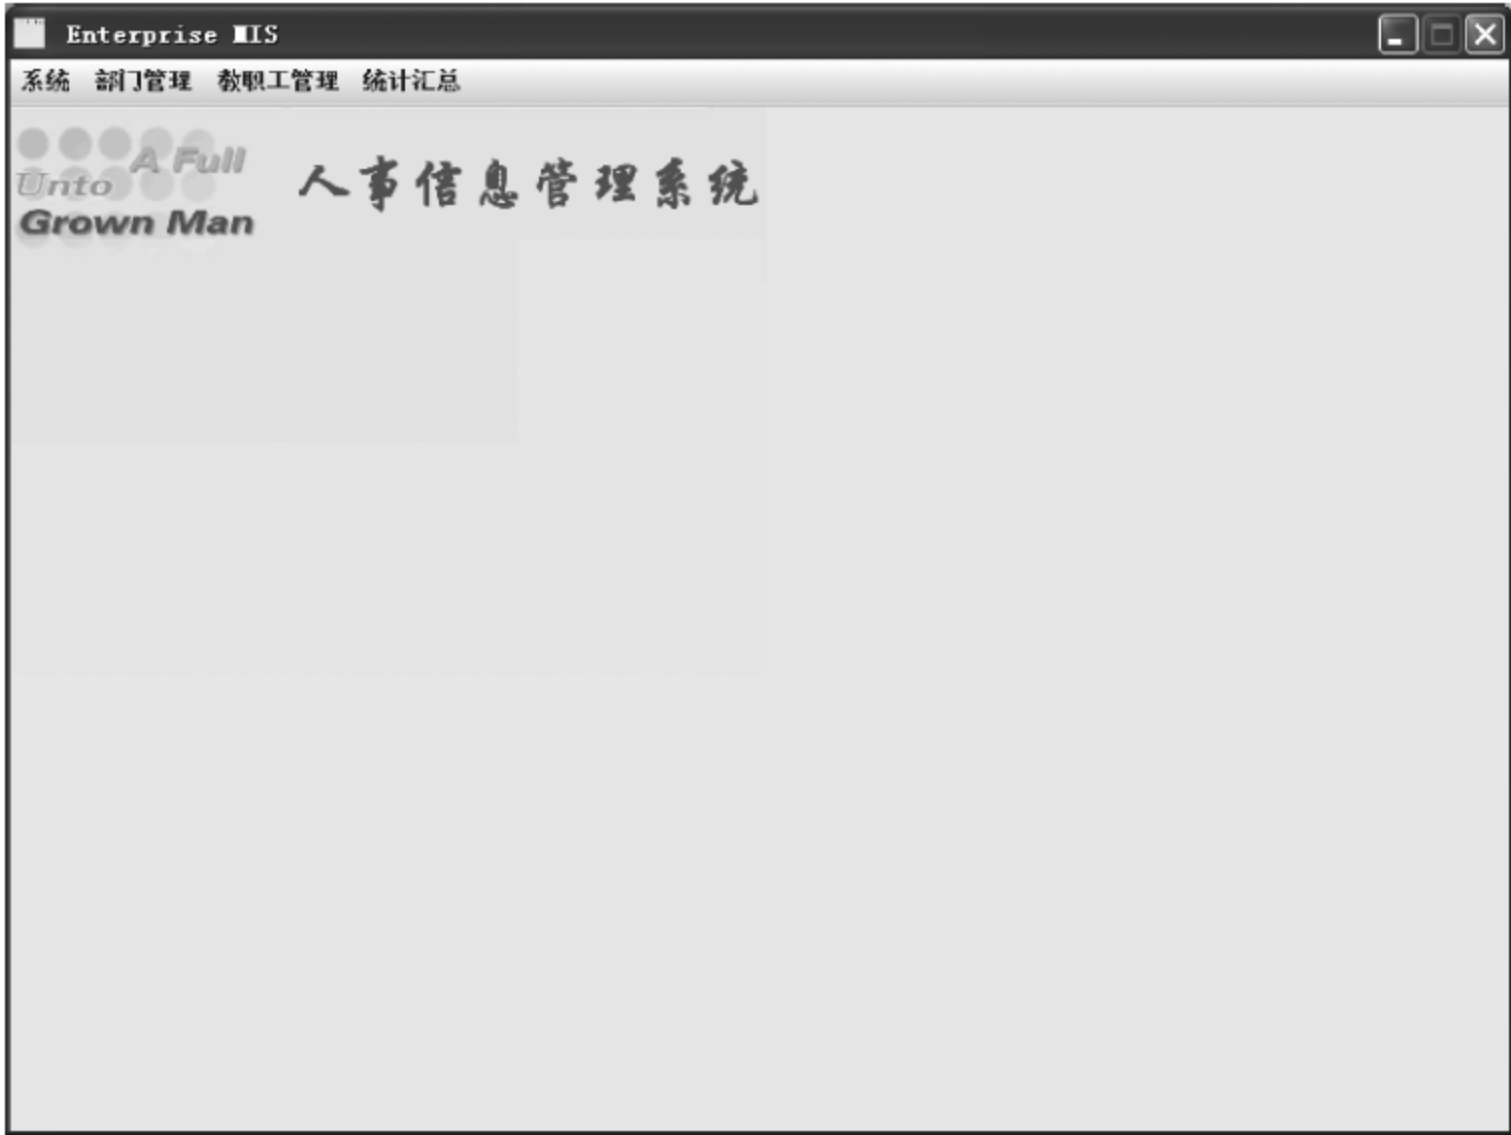 Enterprise MIS
系统 部门管理 教职工管理 统计汇总
A Full
Unto
Grown Man
人事信息管理系统